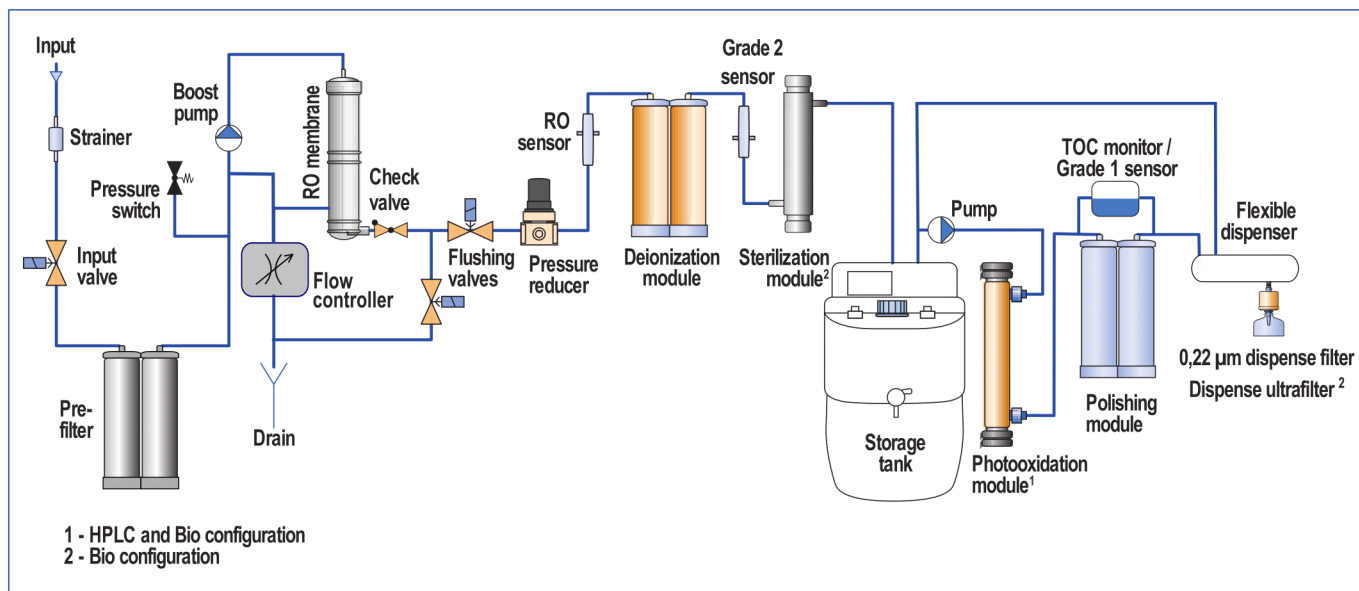 Input
Strainer
Pressure
switch
Input
valve
Pre-
filter
Boost
pump
RO membrane
Check
valve
Flow
controller
Drain
Flushing
valves
Pressure
reducer
RO
sensor
Deionization
module
Grade 2
sensor
Sterilization
module²
Storage
tank
Pump
Photooxidation
module¹
TOC monitor /
Grade 1 sensor
Polishing
module
Flexible
dispenser
0,22 µm dispense filter
Dispense ultrafilter ²
1 - HPLC and Bio configuration
2 - Bio configuration